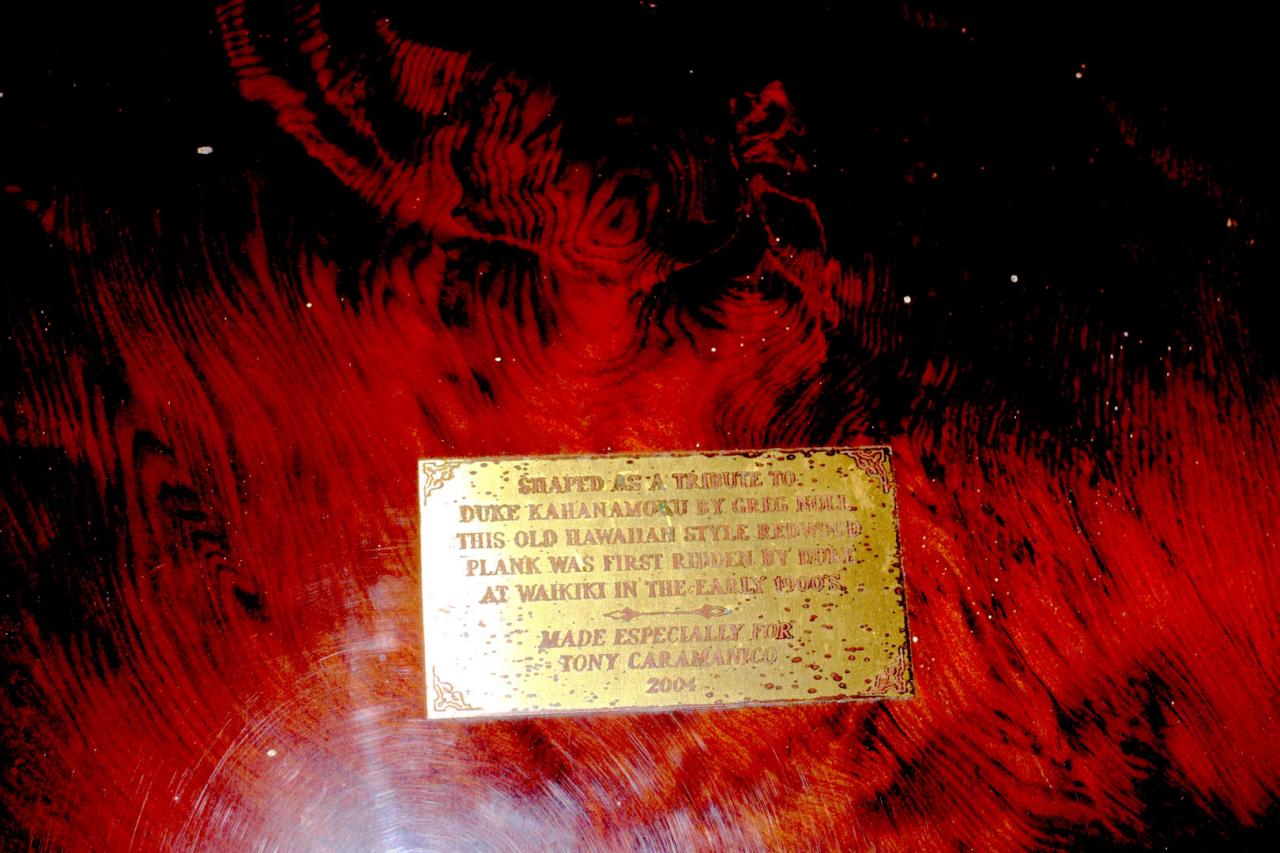 SHAPED AS A TRIBUTE TO
DUKE KAHANAMOKU BY GREG NOLL.
THIS OLD HAWAIIAN STYLE REDWOOD
PLANK WAS FIRST RIDDEN BY DUKE
AT WAIKIKI IN THE EARLY 1900'S.
MADE ESPECIALLY FOR
TONY CARAMANICO
2004